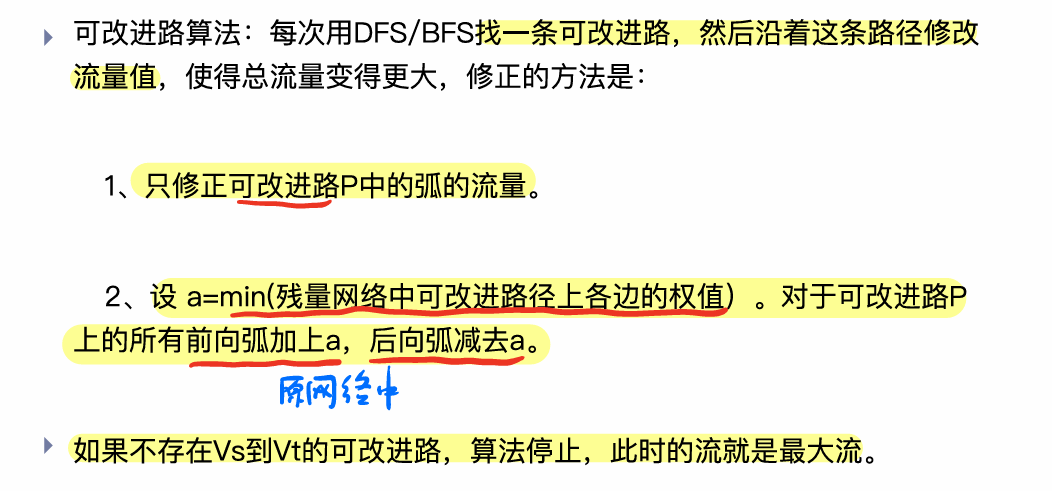 可改进路算法：每次用DFS/BFS找一条可改进路，然后沿着这条路径修改
流量值，使得总流量变得更大，修正的方法是：
1、只修正可改进路P中的弧的流量。
2、设 a=min(残量网络中可改进路径上各边的权值）。对于可改进路P
上的所有前向弧加上a，后向弧减去a。
原网络中
如果不存在Vs到Vt的可改进路，算法停止，此时的流就是最大流。